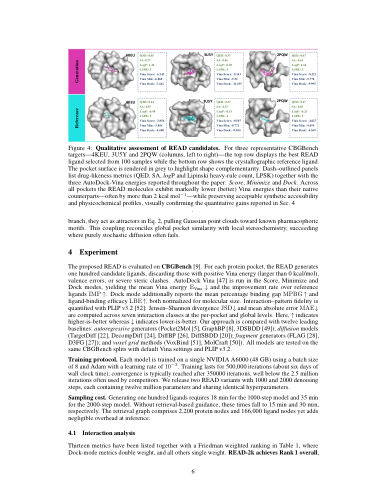 4KEU
3U5Y
2PQW
Generation
Reference
Figure 4: Qualitative assessment of READ candidates. For three representative CBGBench
targets—4KEU, 3U5Y and 2PQW (columns, left to right)—the top row displays the best READ
ligand selected from 100 samples while the bottom row shows the crystallographic reference ligand.
The pocket surface is rendered in grey to highlight shape complementarity. Dash–outlined panels
list drug-likeness metrics (QED, SA, logP and Lipinski heavy-rule count, LPSK) together with the
three AutoDock-Vina energies reported throughout the paper: Score, Minimize and Dock. Across
all pockets the READ molecules exhibit markedly lower (better) Vina energies than their native
counterparts—often by more than 2 kcal mol⁻¹—while preserving acceptable synthetic accessibility
and physicochemical profiles, visually confirming the quantitative gains reported in Sec. 4
branch, they act as attractors in Eq. 2, pulling Gaussian point clouds toward known pharmacophoric
motifs. This coupling reconciles global pocket similarity with local stereochemistry, succeeding
where purely stochastic diffusion often fails.
4 Experiment
The proposed READ is evaluated on CBGBench [9]. For each protein pocket, the READ generates
one hundred candidate ligands, discarding those with positive Vina energy (larger than 0 kcal/mol),
valence errors, or severe steric clashes. AutoDock Vina [47] is run in the Score, Minimize and
Dock modes, yielding the mean Vina energy
↓ and the improvement rate over reference
ligands IMP ↑. Dock mode additionally reports the mean percentage binding gap MPBG ↑ and
ligand-binding efficacy LBE ↑, both normalized for molecular size. Interaction–pattern fidelity is
quantified with PLIP v3.2 [52]: Jensen–Shannon divergence JSD↓ and mean absolute error MAE↓
are computed across seven interaction classes at the per-pocket and global levels. Here, ↑ indicates
higher-is-better whereas ↓ indicates lower-is-better. Our approach is compared with twelve leading
baselines: autoregressive generators (Pocket2Mol [5], GraphBP [8], 3DSBDD [49]), diffusion models
(TargetDiff [22], DecompDiff [24], DiffBP [26], DiffSBDD [20]); fragment generators (FLAG [28],
D3FG [27]); and voxel grid methods (VoxBind [51], MolCraft [50]). All models are tested on the
same CBGBench splits with default Vina settings and PLIP v3.2.
Training protocol. Each model is trained on a single NVIDIA A6000 (48 GB) using a batch size
of 8 and Adam with a learning rate of 10⁻³. Training lasts for 500,000 iterations (about six days of
wall clock time); convergence is typically reached after 350000 iterations, well below the 2.5 million
iterations often used by competitors. We release two READ variants with 1000 and 2000 denoising
steps, each containing twelve million parameters and sharing identical hyperparameters.
Sampling cost. Generating one hundred ligands requires 18 min for the 1000-step model and 35 min
for the 2000-step model. Without retrieval-based guidance, these times fall to 15 min and 30 min,
respectively. The retrieval graph comprises 2,200 protein nodes and 166,000 ligand nodes yet adds
negligible overhead at inference.
4.1 Interaction analysis
Thirteen metrics have been listed together with a Friedman weighted ranking in Table 1, where
Dock-mode metrics double weight, and all others single weight. READ-2k achieves Rank 1 overall,
6